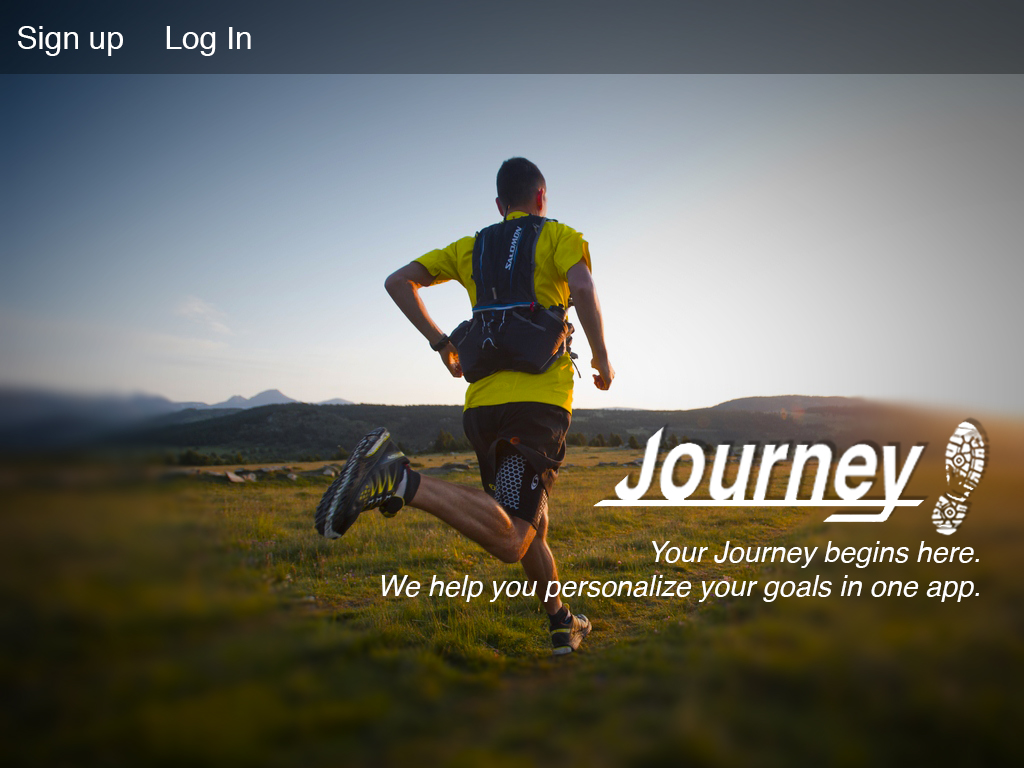 Sign up Log In
SALOMON
Journey
Your Journey begins here.
We help you personalize your goals in one app.